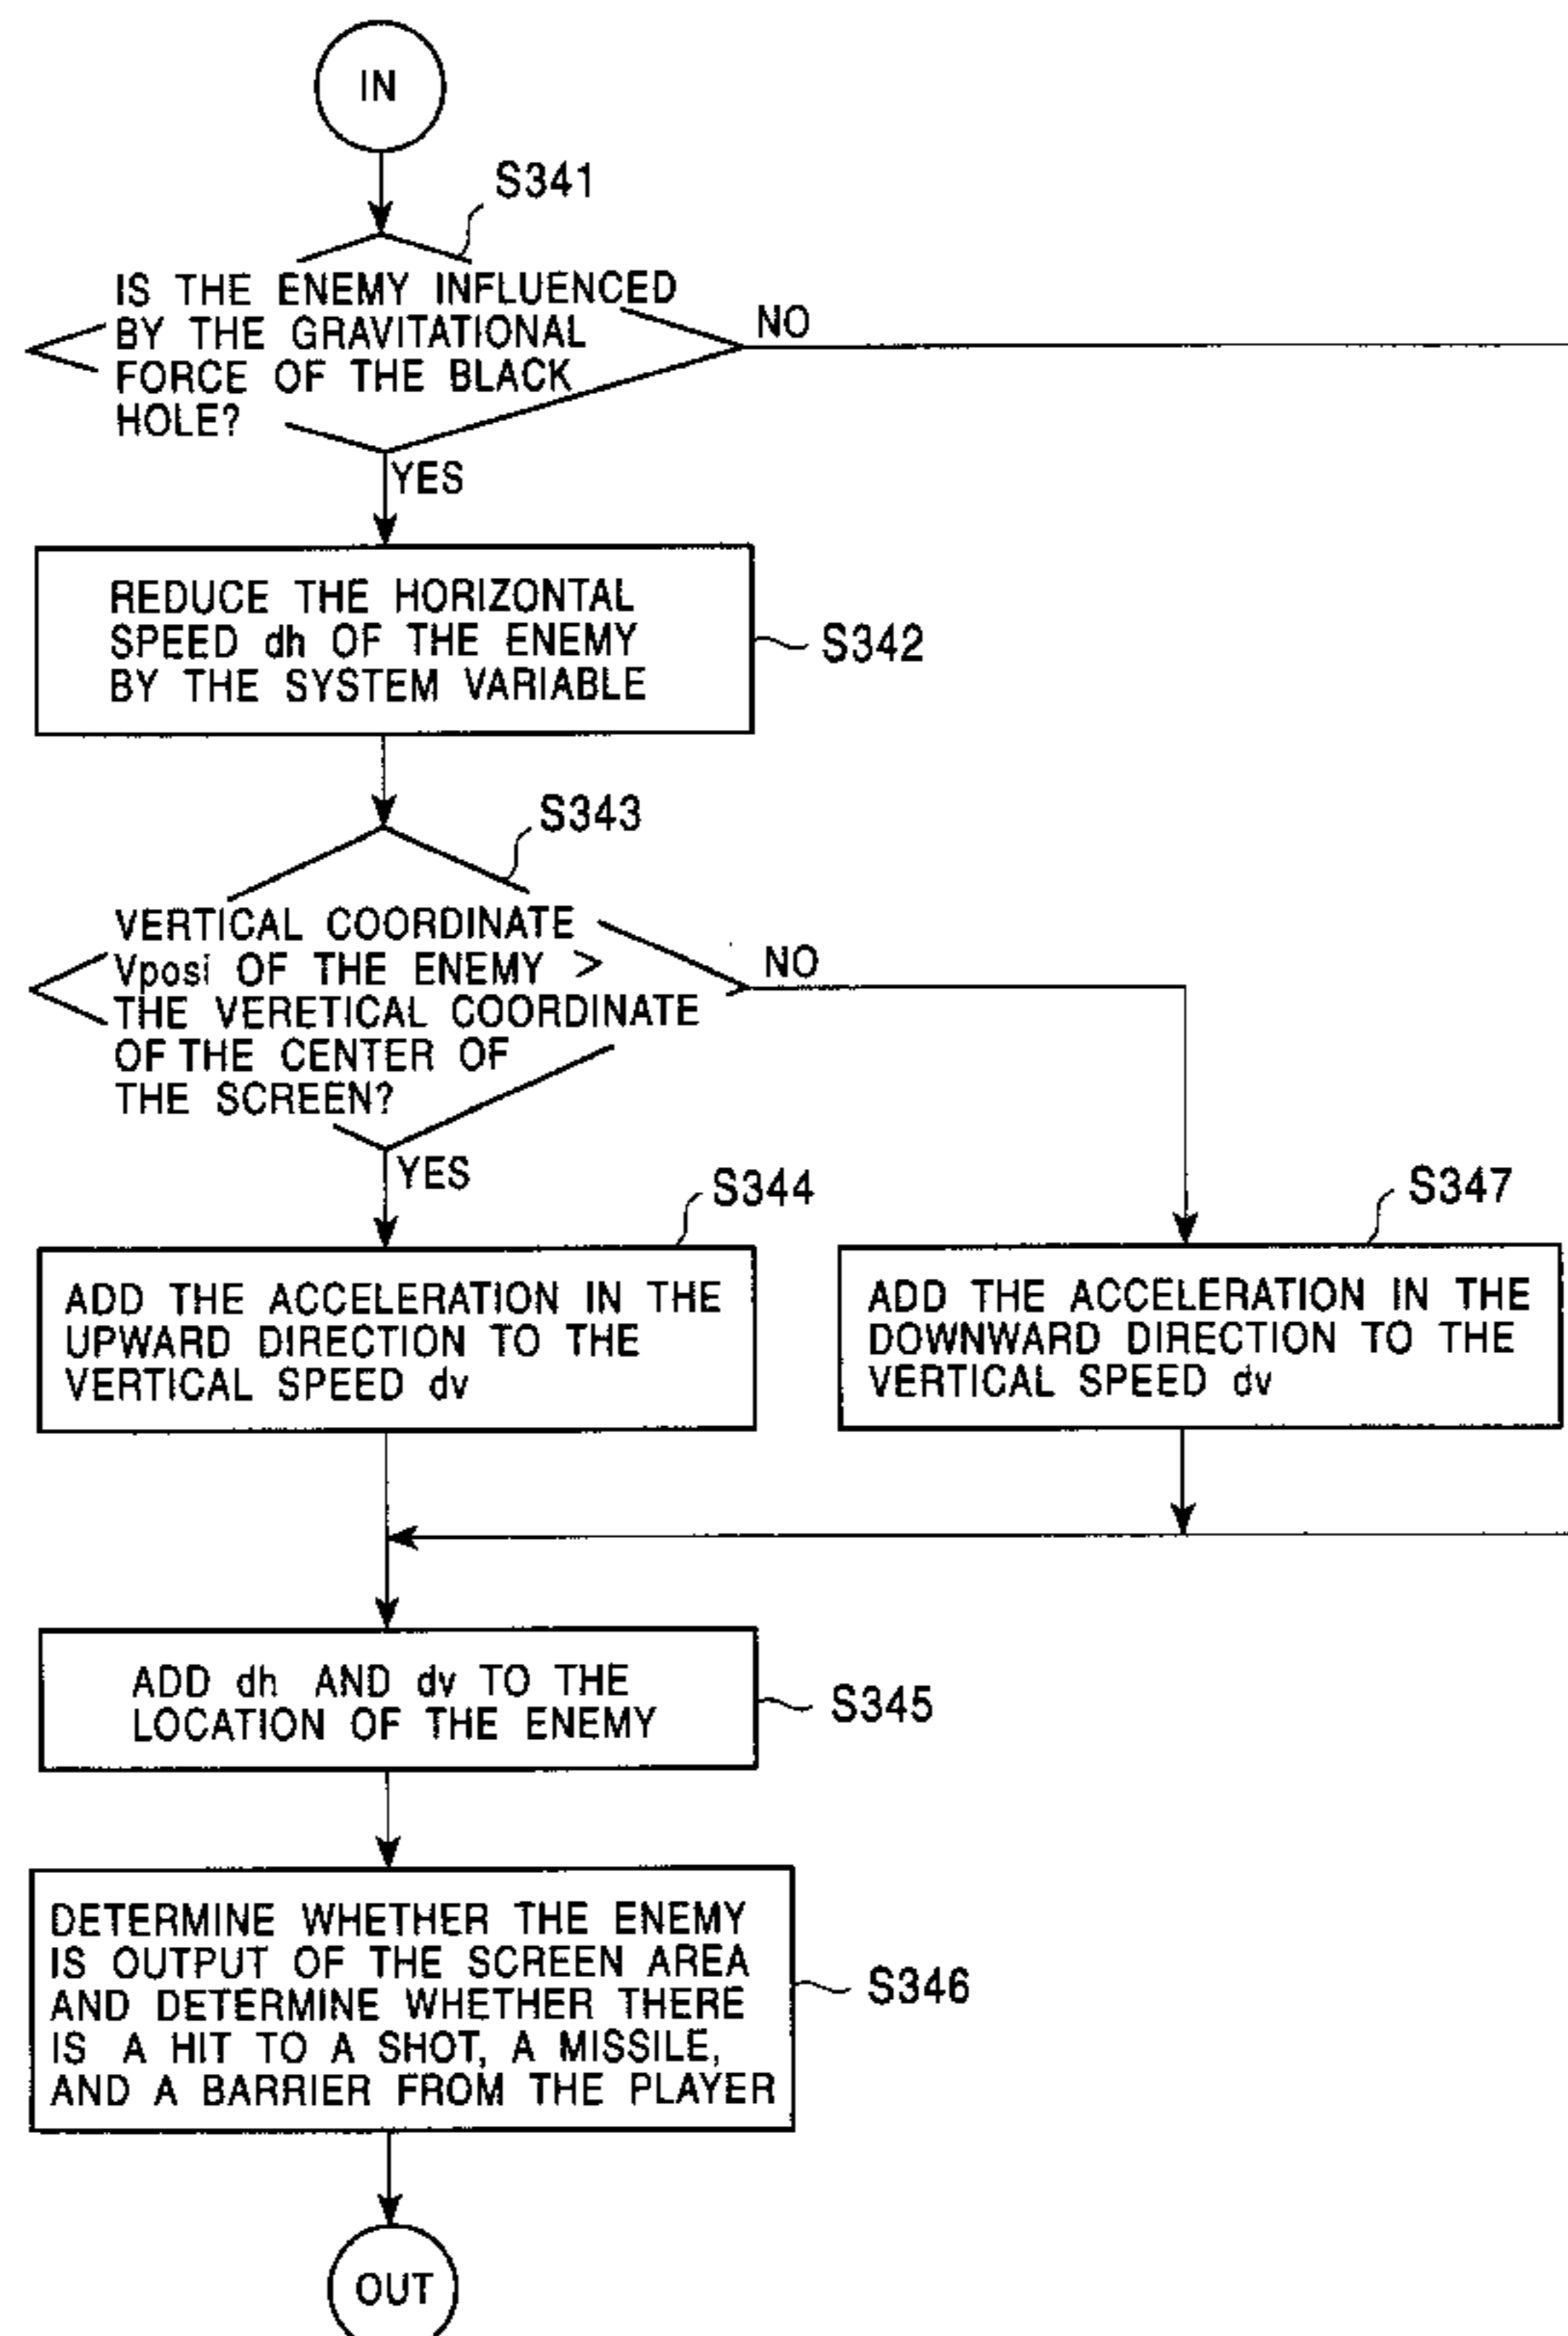 IN
S341
IS THE ENEMY INFLUENCED
BY THE GRAVITATIONAL
FORCE OF THE BLACK
HOLE?
NO
YES
REDUCE THE HORIZONTAL
SPEED dh OF THE ENEMY
BY THE SYSTEM VARIABLE
S342
S343
VERTICAL COORDINATE
Vposi OF THE ENEMY >
THE VERETICAL COORDINATE
OF THE CENTER OF
THE SCREEN?
NO
YES
S344
ADD THE ACCELERATION IN THE
UPWARD DIRECTION TO THE
VERTICAL SPEED dv
S347
ADD THE ACCELERATION IN THE
DOWNWARD DIRECTION TO THE
VERTICAL SPEED dv
ADD dh AND dv TO THE
LOCATION OF THE ENEMY
S345
DETERMINE WHETHER THE ENEMY
IS OUTPUT OF THE SCREEN AREA
AND DETERMINE WHETHER THERE
IS A HIT TO A SHOT, A MISSILE,
AND A BARRIER FROM THE PLAYER
S346
OUT